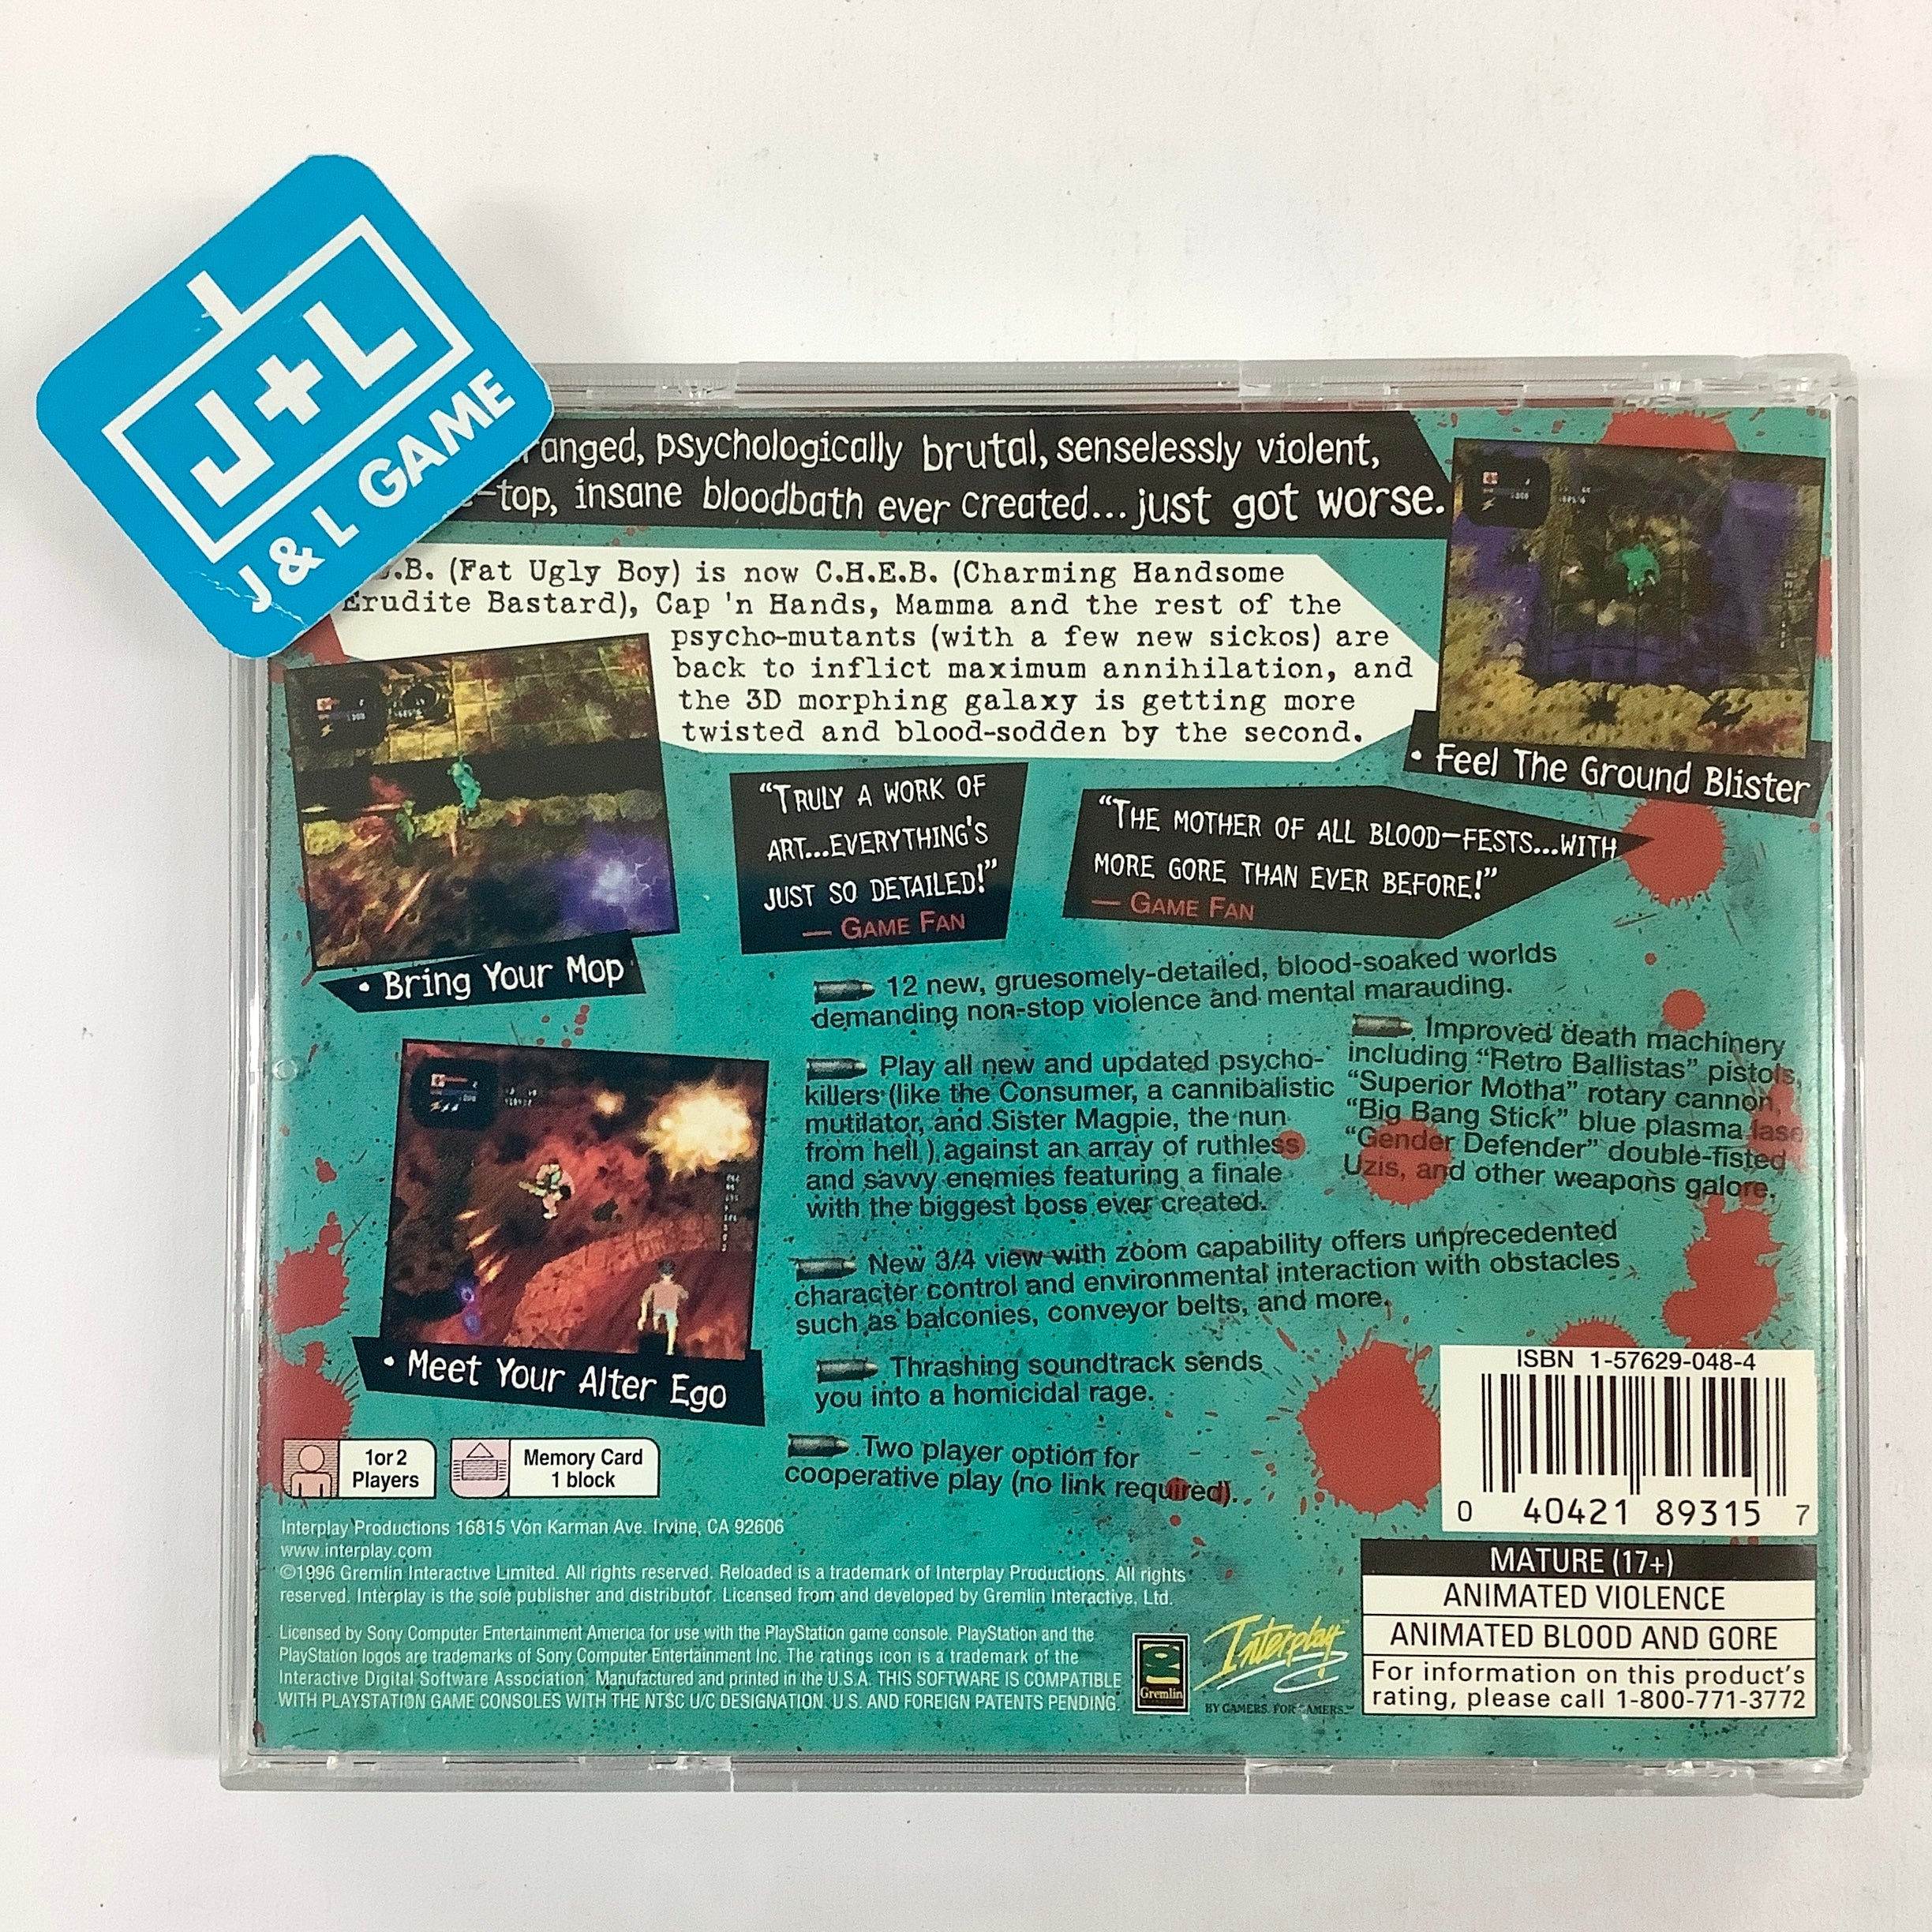 J+L
J & L GAME
ranged, psychologically brutal, senselessly violent,
-top, insane bloodbath ever created... just got worse.
.B. (Fat Ugly Boy) is now C.H.E.B. (Charming Handsome
Erudite Bastard), Cap 'n Hands, Mamma and the rest of the
psycho-mutants (with a few new sickos) are
back to inflict maximum annihilation, and
the 3D morphing galaxy is getting more
twisted and blood-sodden by the second.
• Feel The Ground Blister
"TRULY A WORK OF
ART...EVERYTHING'S
JUST SO DETAILED!"
— GAME FAN
"THE MOTHER OF ALL BLOOD-FESTS...WITH
MORE GORE THAN EVER BEFORE!"
— GAME FAN
• Bring Your Mop
12 new, gruesomely-detailed, blood-soaked worlds
demanding non-stop violence and mental marauding.
Play all new and updated psycho-
killers (like the Consumer, a cannibalistic
mutilator, and Sister Magpie, the nun
from hell ) against an array of ruthless
and savvy enemies featuring a finale
with the biggest boss ever created.
Improved death machinery
including "Retro Ballistas" pistols,
"Superior Motha" rotary cannon,
"Big Bang Stick" blue plasma lase
"Gender Defender" double-fisted
Uzis, and other weapons galore.
New 3/4 view with zoom capability offers unprecedented
character control and environmental interaction with obstacles
such as balconies, conveyor belts, and more.
Thrashing soundtrack sends
you into a homicidal rage.
Two player option for
cooperative play (no link required).
• Meet Your Alter Ego
1 or 2
Players
Memory Card
1 block
ISBN 1-57629-048-4
0 40421 89315 7
Interplay Productions 16815 Von Karman Ave. Irvine, CA 92606
www.interplay.com
©1996 Gremlin Interactive Limited. All rights reserved. Reloaded is a trademark of Interplay Productions. All rights
reserved. Interplay is the sole publisher and distributor. Licensed from and developed by Gremlin Interactive, Ltd.
Licensed by Sony Computer Entertainment America for use with the PlayStation game console. PlayStation and the
PlayStation logos are trademarks of Sony Computer Entertainment Inc. The ratings icon is a trademark of the
Interactive Digital Software Association. Manufactured and printed in the U.S.A. THIS SOFTWARE IS COMPATIBLE
WITH PLAYSTATION GAME CONSOLES WITH THE NTSC U/C DESIGNATION. U.S. AND FOREIGN PATENTS PENDING.
Gremlin
Interplay™
BY GAMERS. FOR GAMERS.™
MATURE (17+)
ANIMATED VIOLENCE
ANIMATED BLOOD AND GORE
For information on this product's
rating, please call 1-800-771-3772